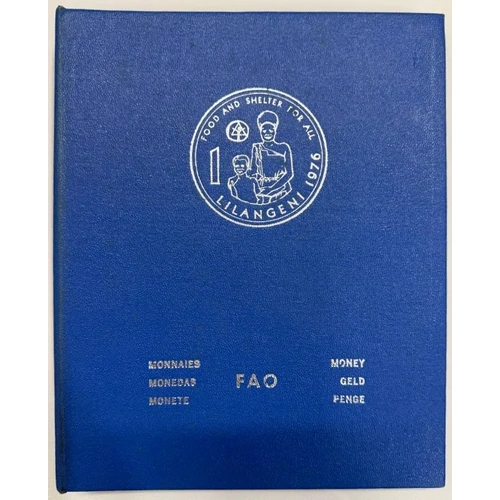 FOOD AND SHELTER FOR ALL
1
LILANGENI 1976
MONNAIES
MONEDAS
MONETE
FAO
MONEY
GELD
PENGE